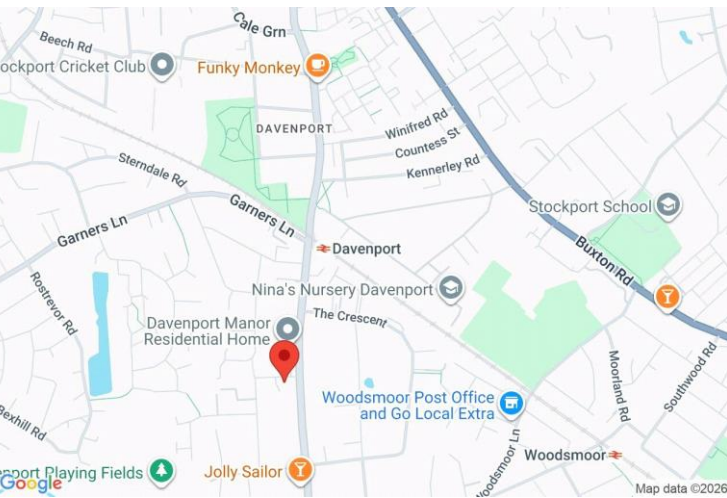 Cale Grn
Beech Rd
ockport Cricket Club
Funky Monkey
DAVENPORT
Winifred Rd
Countess St
Kennerley Rd
Sterndale Rd
Garners Ln
Stockport School
Garners Ln
Davenport
Buxton Rd
Rostrevor Rd
Nina's Nursery Davenport
The Crescent
Davenport Manor
Residential Home
Moorland Rd
Southwood Rd
Woodsmoor Post Office
and Go Local Extra
Bexhill Rd
Woodsmoor Ln
Woodsmoor
enport Playing Fields
Jolly Sailor
Google
Map data ©2026